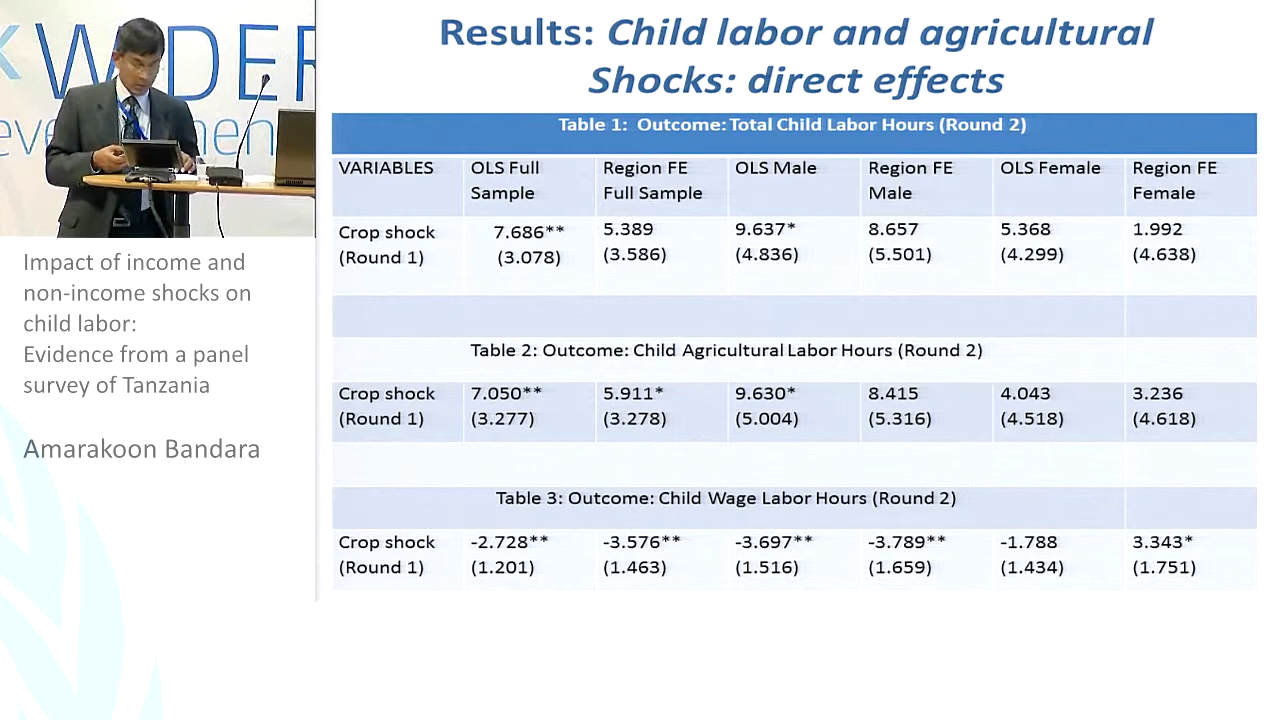 WIDER
Results: Child labor and agricultural
Shocks: direct effects
Impact of income and
non-income shocks on
child labor:
Evidence from a panel
survey of Tanzania
Amarakoon Bandara
Table 1: Outcome: Total Child Labor Hours (Round 2)
VARIABLES OLS Full Sample Region FE Full Sample OLS Male Region FE Male OLS Female Region FE Female
Crop shock 7.686** 5.389 9.637* 8.657 5.368 1.992
(Round 1) (3.078) (3.586) (4.836) (5.501) (4.299) (4.638)
Table 2: Outcome: Child Agricultural Labor Hours (Round 2)
Crop shock 7.050** 5.911* 9.630* 8.415 4.043 3.236
(Round 1) (3.277) (3.278) (5.004) (5.316) (4.518) (4.618)
Table 3: Outcome: Child Wage Labor Hours (Round 2)
Crop shock -2.728** -3.576** -3.697** -3.789** -1.788 3.343*
(Round 1) (1.201) (1.463) (1.516) (1.659) (1.434) (1.751)